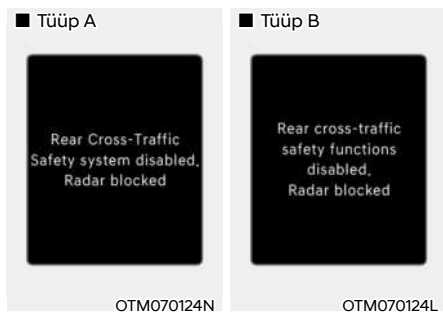 ■ Tüüp A
Rear Cross-Traffic
Safety system disabled.
Radar blocked
OTM070124N
■ Tüüp B
Rear cross-traffic
safety functions
disabled.
Radar blocked
OTM070124L